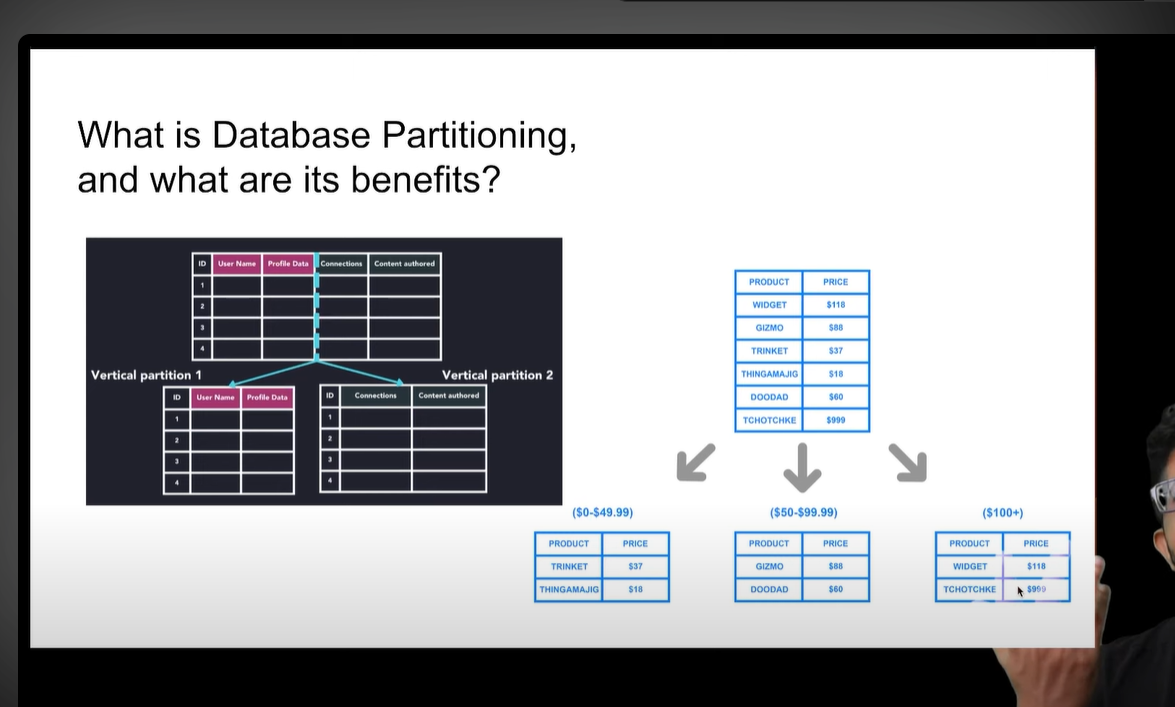 What is Database Partitioning,
and what are its benefits?
ID User Name Profile Data Connections Content authored
1
2
3
4
Vertical partition 1
Vertical partition 2
ID User Name Profile Data
1
2
3
4
ID Connections Content authored
1
2
3
4
PRODUCT PRICE
WIDGET $118
GIZMO $88
TRINKET $37
THINGAMAJIG $18
DOODAD $60
TCHOTCHKE $999
($0-$49.99)
PRODUCT PRICE
TRINKET $37
THINGAMAJIG $18
($50-$99.99)
PRODUCT PRICE
GIZMO $88
DOODAD $60
($100+)
PRODUCT PRICE
WIDGET $118
TCHOTCHKE $999